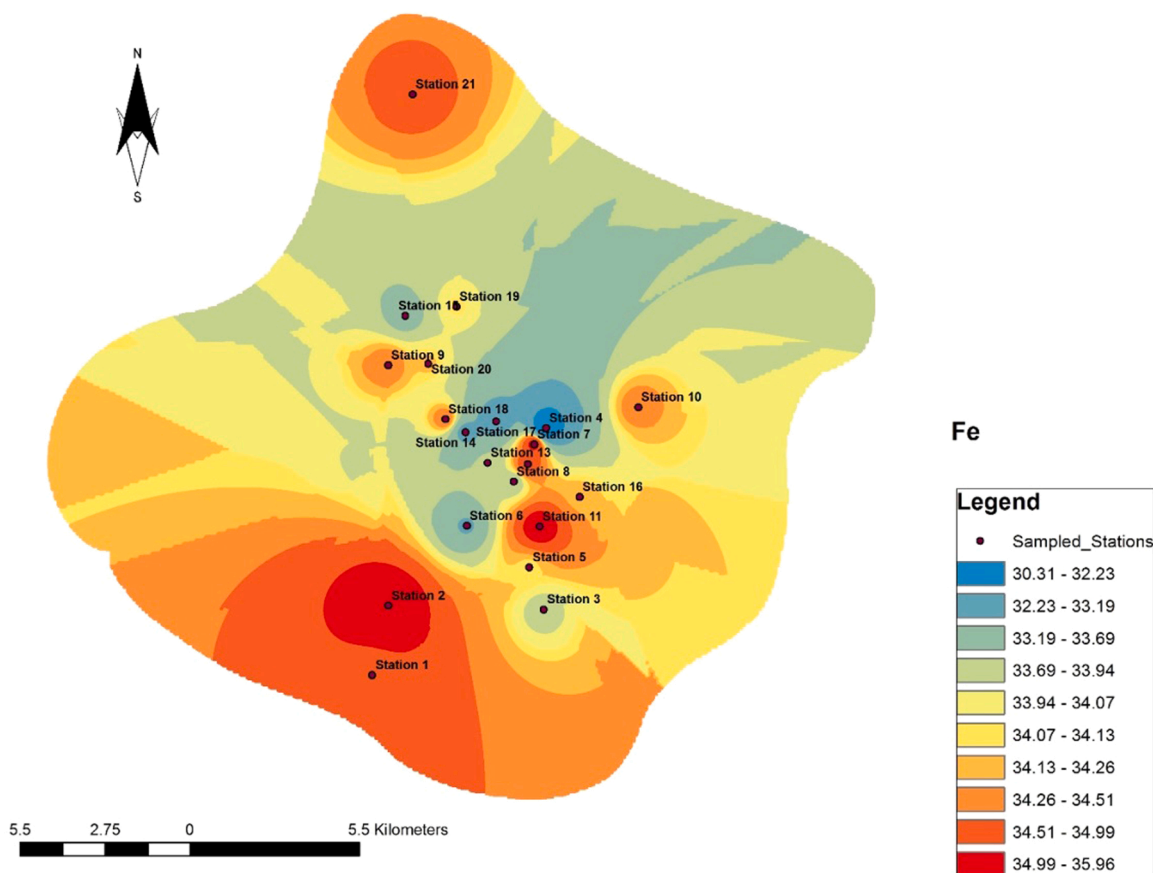 N
S
Station 21
Station 19
Station 9
Station 20
Station 10
Station 18
Station 4
Station 14
Station 17
Station 7
Station 13
Station 8
Station 16
Station 6
Station 11
Station 5
Station 2
Station 3
Station 1
Fe
Legend
Sampled_Stations
30.31 - 32.23
32.23 - 33.19
33.19 - 33.69
33.69 - 33.94
33.94 - 34.07
34.07 - 34.13
34.13 - 34.26
34.26 - 34.51
34.51 - 34.99
34.99 - 35.96
5.5 2.75 0 5.5 Kilometers